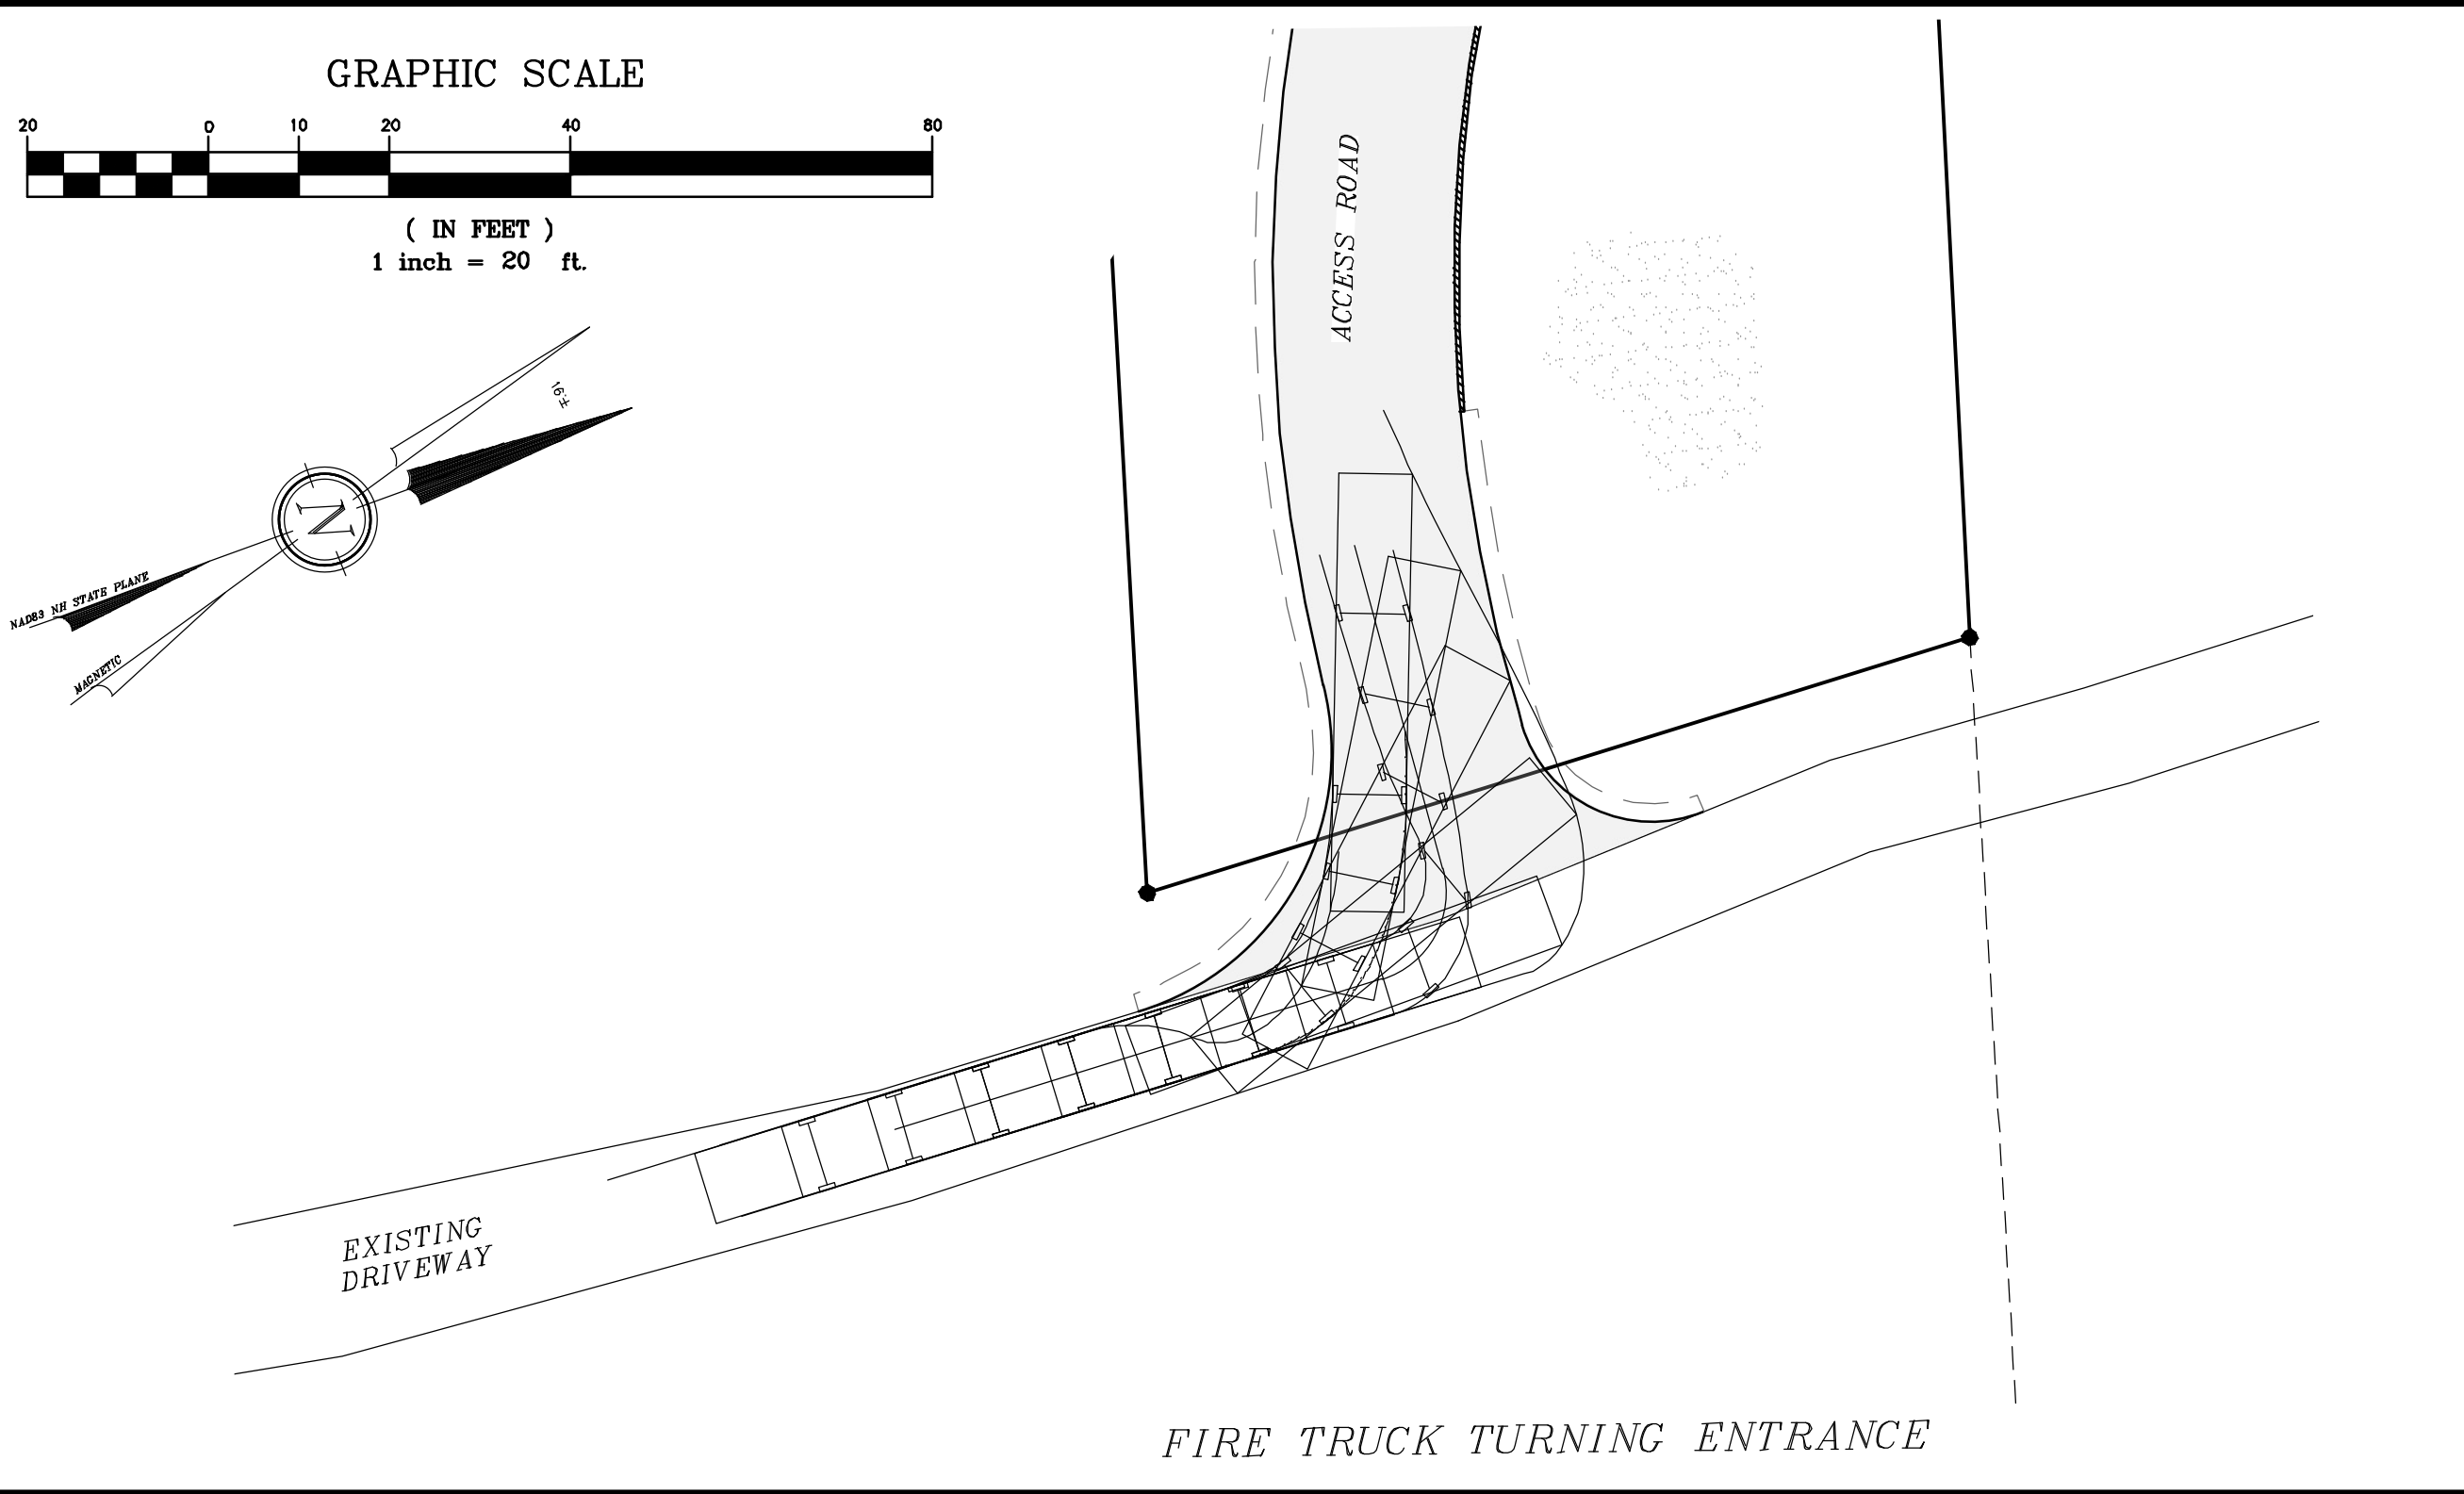 GRAPHIC SCALE
20 0 10 20 40 80
( IN FEET )
1 inch = 20 ft.
16°±
N
NAD83 NH STATE PLANE
MAGNETIC
ACCESS ROAD
EXISTING
DRIVEWAY
FIRE TRUCK TURNING ENTRANCE